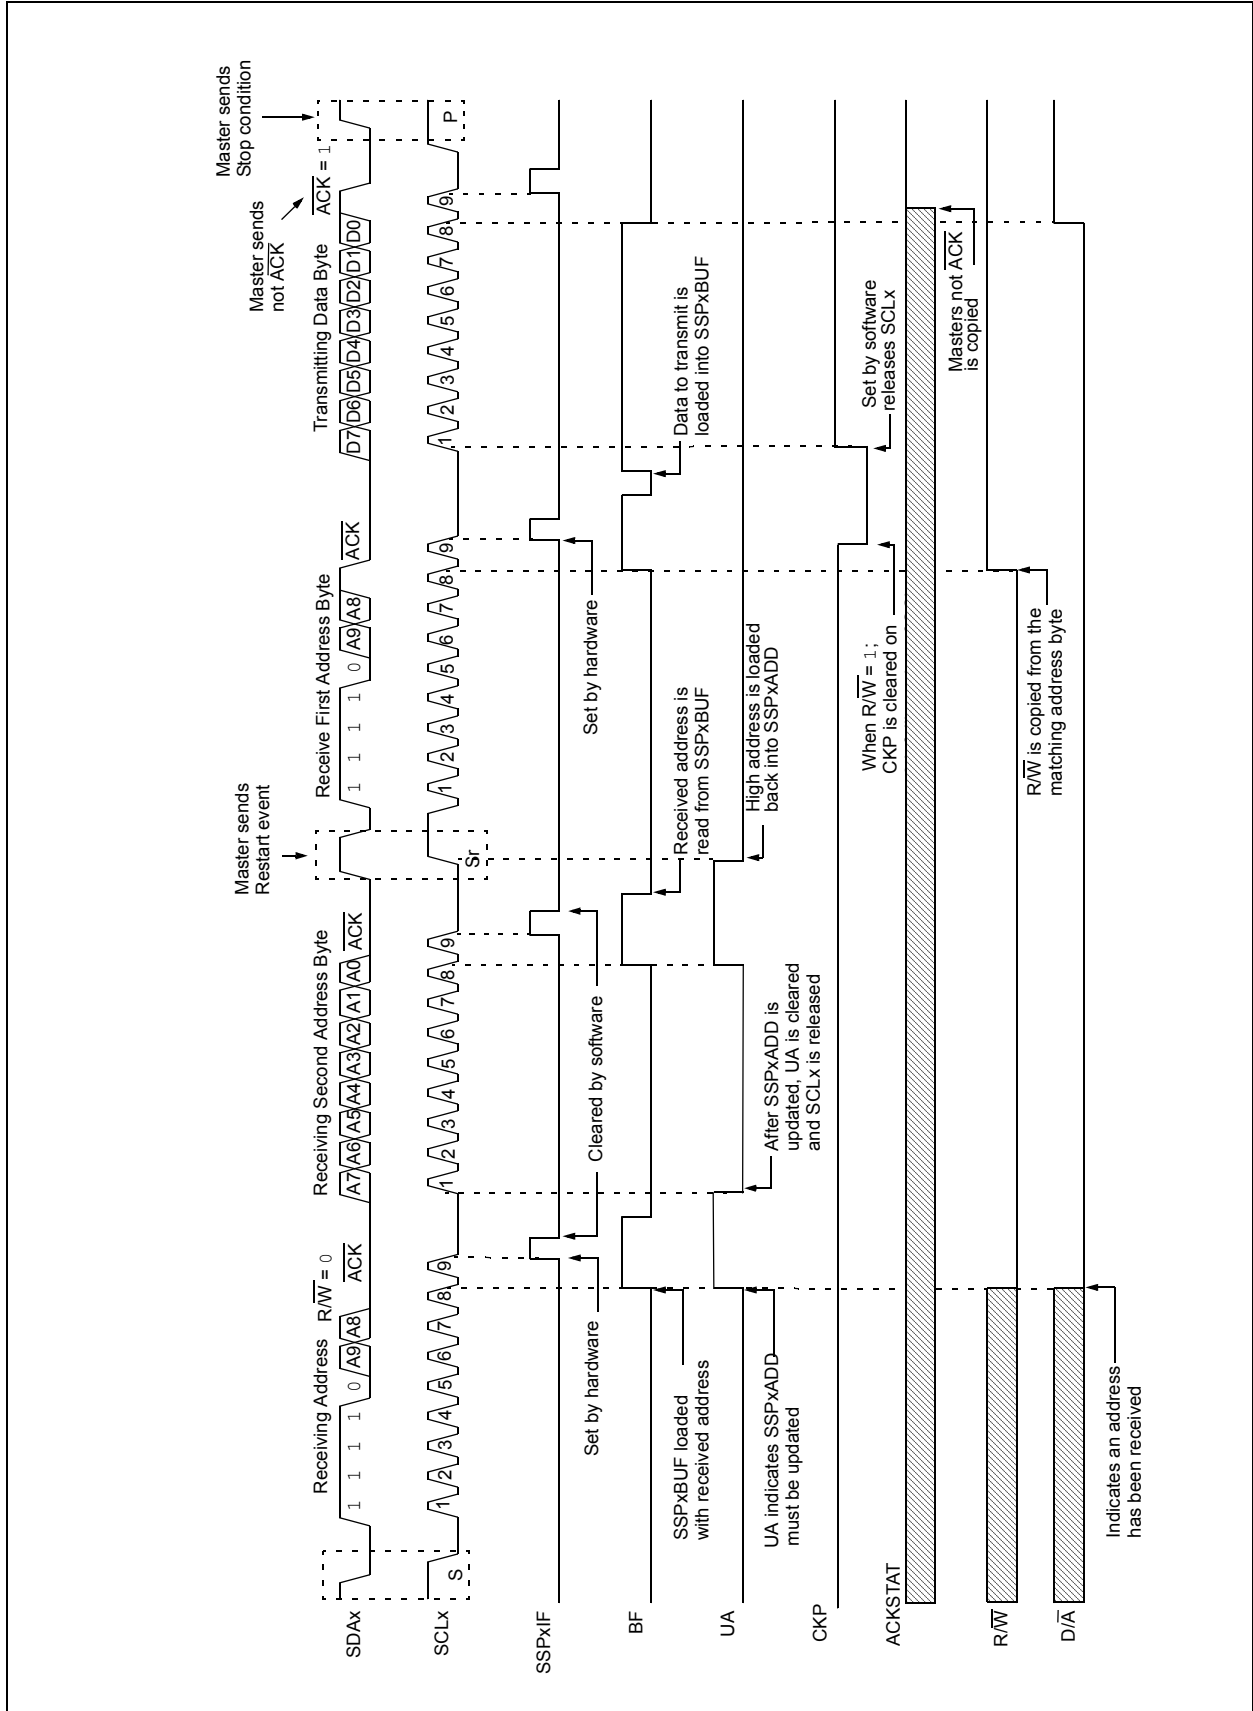 Master sends
Stop condition
Master sends
not ACK
Master sends
Restart event
Receiving Address R/W = 0
ACK
Receiving Second Address Byte
ACK
Receive First Address Byte
ACK
Transmitting Data Byte
ACK = 1
SDAx
1 1 1 1 0 A9 A8
A7 A6 A5 A4 A3 A2 A1 A0
1 1 1 1 0 A9 A8
D7 D6 D5 D4 D3 D2 D1 D0
SCLx
S
1 2 3 4 5 6 7 8 9
1 2 3 4 5 6 7 8 9
Sr
1 2 3 4 5 6 7 8 9
1 2 3 4 5 6 7 8 9
P
SSPxIF
Set by hardware
Cleared by software
Set by hardware
BF
SSPxBUF loaded
with received address
Received address is
read from SSPxBUF
Data to transmit is
loaded into SSPxBUF
UA
UA indicates SSPxADD
must be updated
After SSPxADD is
updated, UA is cleared
and SCLx is released
High address is loaded
back into SSPxADD
CKP
When R/W = 1;
CKP is cleared on
Set by software
releases SCLx
ACKSTAT
Masters not ACK
is copied
R/W
R/W is copied from the
matching address byte
D/A
Indicates an address
has been received